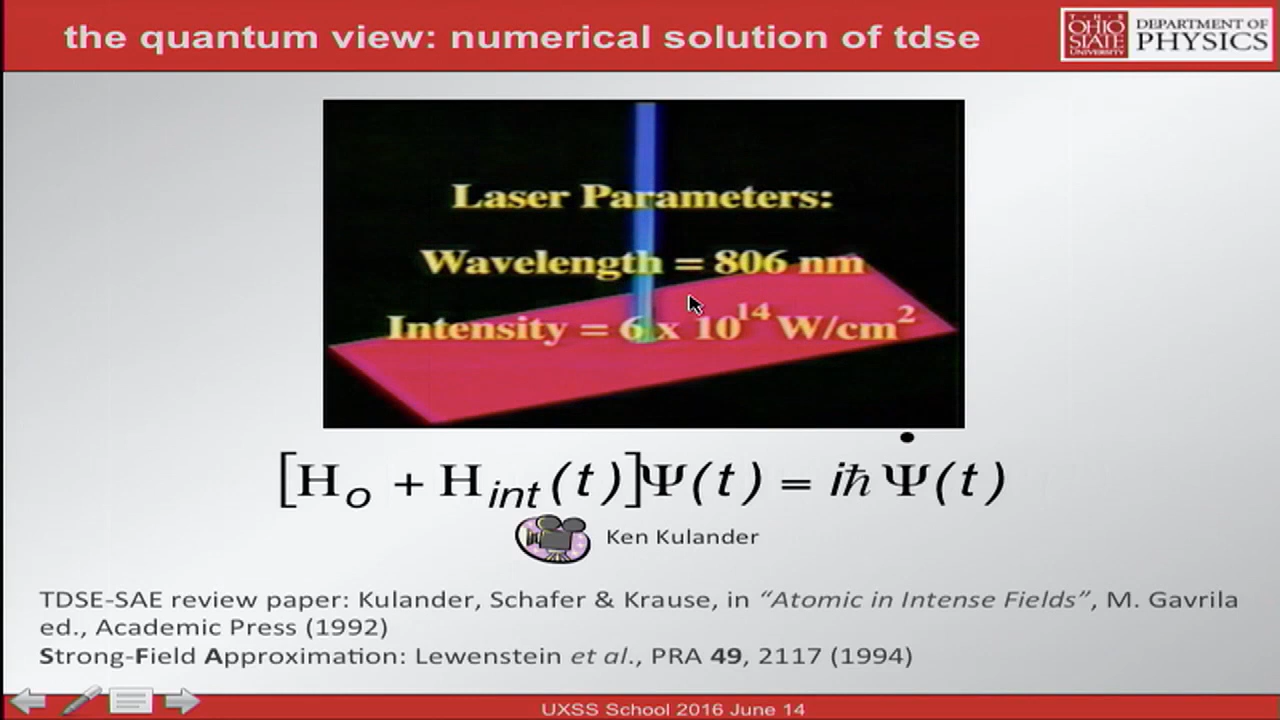 the quantum view: numerical solution of tdse
THE
OHIO
STATE
UNIVERSITY
DEPARTMENT OF
PHYSICS
Laser Parameters:
Wavelength = 806 nm
Intensity = 6 x 10^14 W/cm^2
[H_o + H_int(t)]Ψ(t) = iħ Ψ̇(t)
Ken Kulander
TDSE-SAE review paper: Kulander, Schafer & Krause, in “Atomic in Intense Fields”, M. Gavrila
ed., Academic Press (1992)
Strong-Field Approximation: Lewenstein et al., PRA 49, 2117 (1994)
UXSS School 2016 June 14